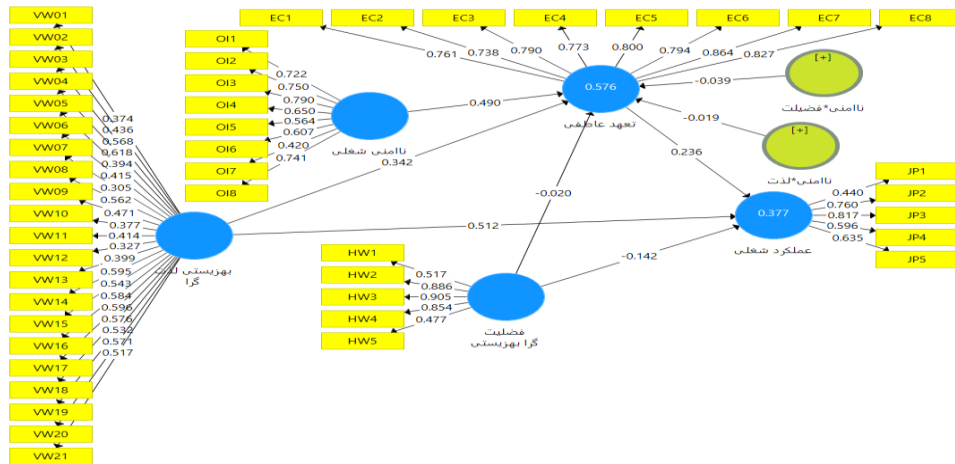 VW01
VW02
VW03
VW04
VW05
VW06
VW07
VW08
VW09
VW10
VW11
VW12
VW13
VW14
VW15
VW16
VW17
VW18
VW19
VW20
VW21
0.374
0.436
0.568
0.618
0.394
0.415
0.305
0.562
0.471
0.377
0.414
0.327
0.399
0.595
0.543
0.584
0.596
0.576
0.532
0.571
0.517
بهزیستی لذت
گرا
OI1
OI2
OI3
OI4
OI5
OI6
OI7
OI8
0.722
0.750
0.790
0.650
0.564
0.607
0.420
0.741
ناامنی شغلی
EC1
EC2
EC3
EC4
EC5
EC6
EC7
EC8
0.761
0.738
0.790
0.773
0.800
0.794
0.864
0.827
0.576
تعهد عاطفی
0.490
0.342
-0.020
-0.039
-0.019
0.236
0.512
-0.142
[+]
ناامنی*فضیلت
[+]
ناامنی*لذت
HW1
HW2
HW3
HW4
HW5
0.517
0.886
0.905
0.854
0.477
فضلیت
گرا بهزیستی
0.377
عملکرد شغلی
0.440
0.760
0.817
0.596
0.635
JP1
JP2
JP3
JP4
JP5